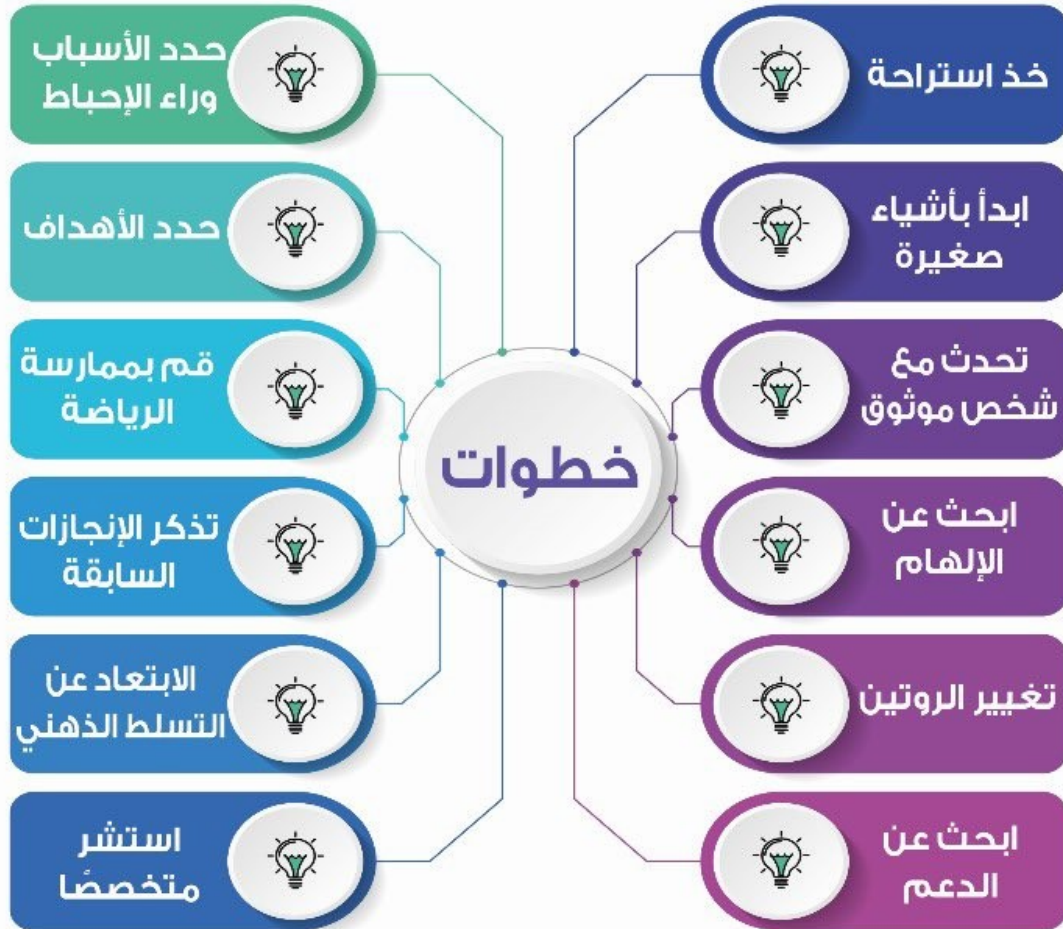 خذ استراحة
ابدأ بأشياء
صغيرة
تحدث مع
شخص موثوق
ابحث عن
الإلهام
تغيير الروتين
ابحث عن
الدعم
خطوات
حدد الأسباب
وراء الإحباط
حدد الأهداف
قم بممارسة
الرياضة
تذكر الإنجازات
السابقة
الابتعاد عن
التسلط الذهني
استشر
متخصصًا